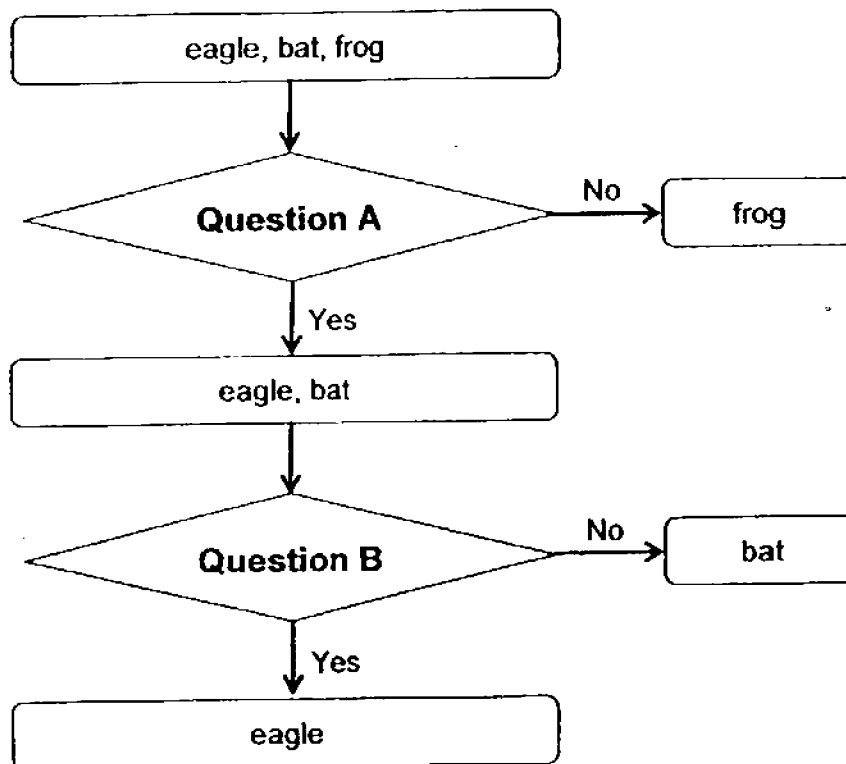 eagle, bat, frog
Question A
No
frog
Yes
eagle, bat
Question B
No
bat
Yes
eagle